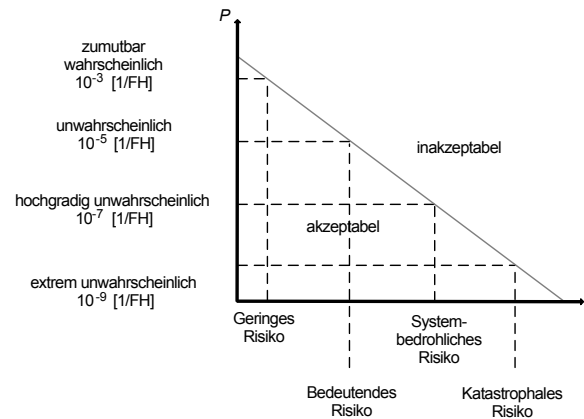 P
zumutbar
wahrscheinlich
10⁻³ [1/FH]
unwahrscheinlich
10⁻⁵ [1/FH]
inakzeptabel
hochgradig unwahrscheinlich
10⁻⁷ [1/FH]
akzeptabel
extrem unwahrscheinlich
10⁻⁹ [1/FH]
Geringes
Risiko
System-
bedrohliches
Risiko
Bedeutendes
Risiko
Katastrophales
Risiko